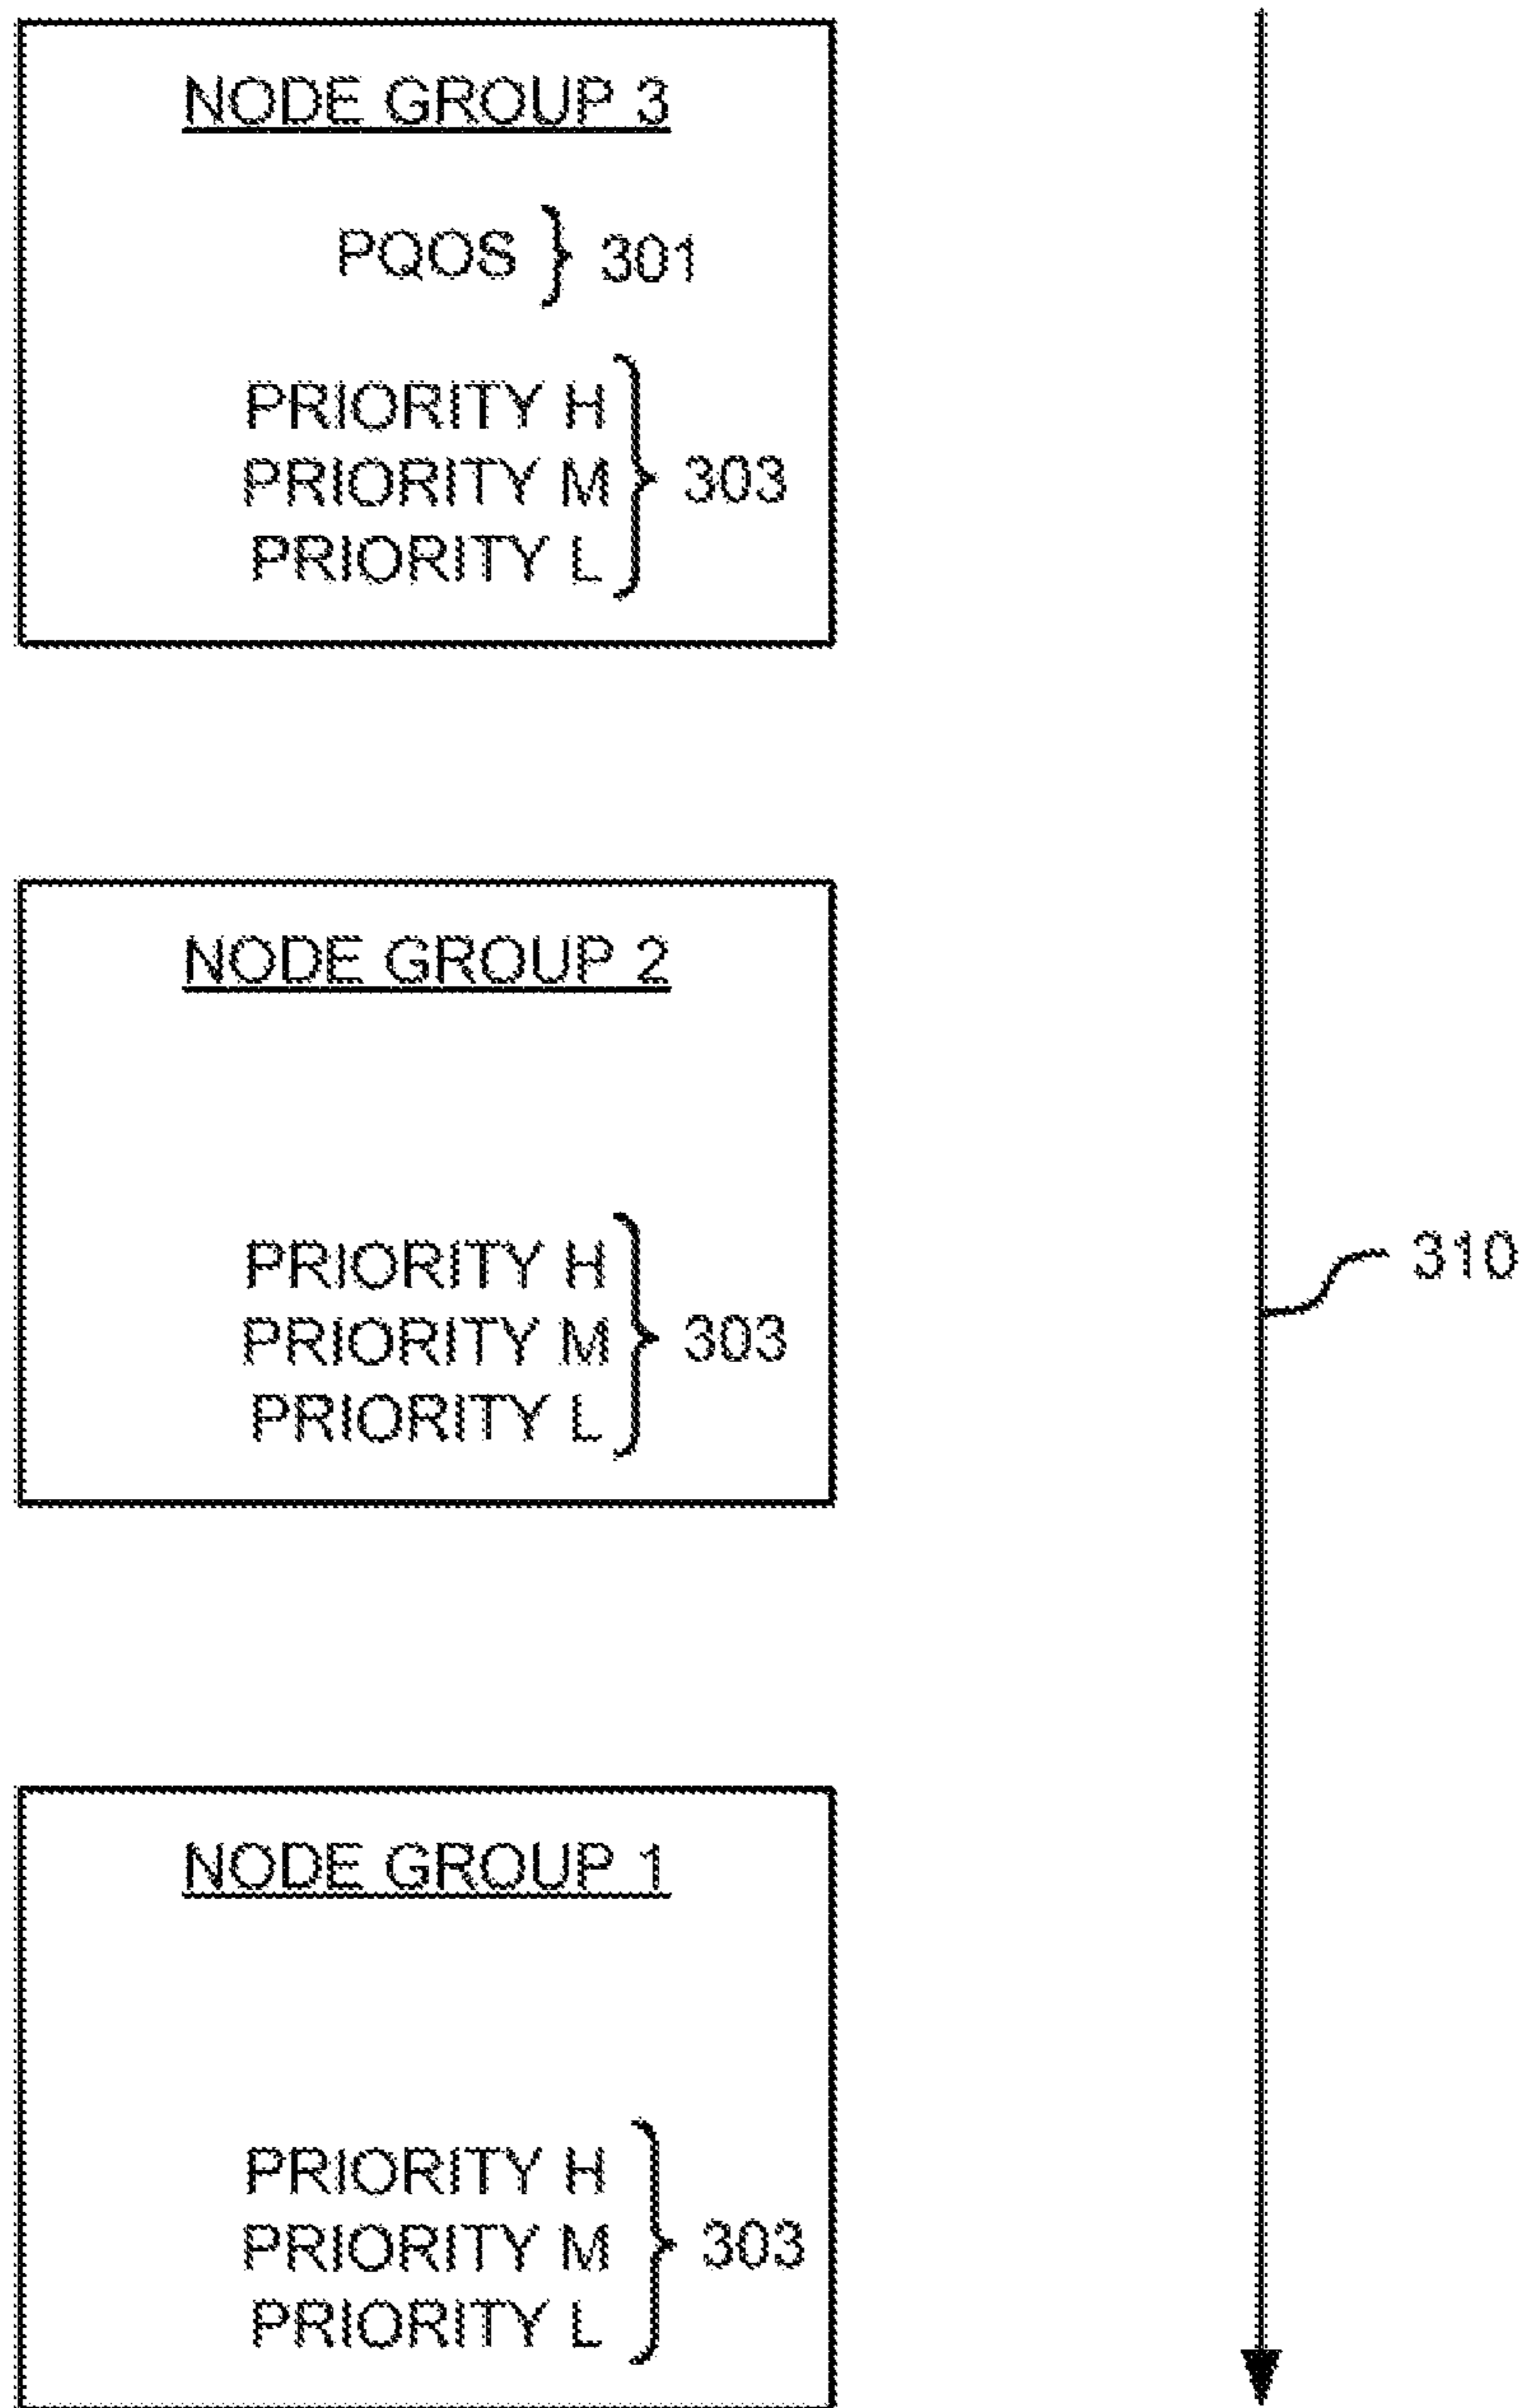 NODE GROUP 3
PQOS } 301
PRIORITY H
PRIORITY M } 303
PRIORITY L
NODE GROUP 2
310
PRIORITY H
PRIORITY M } 303
PRIORITY L
NODE GROUP 1
PRIORITY H
PRIORITY M } 303
PRIORITY L